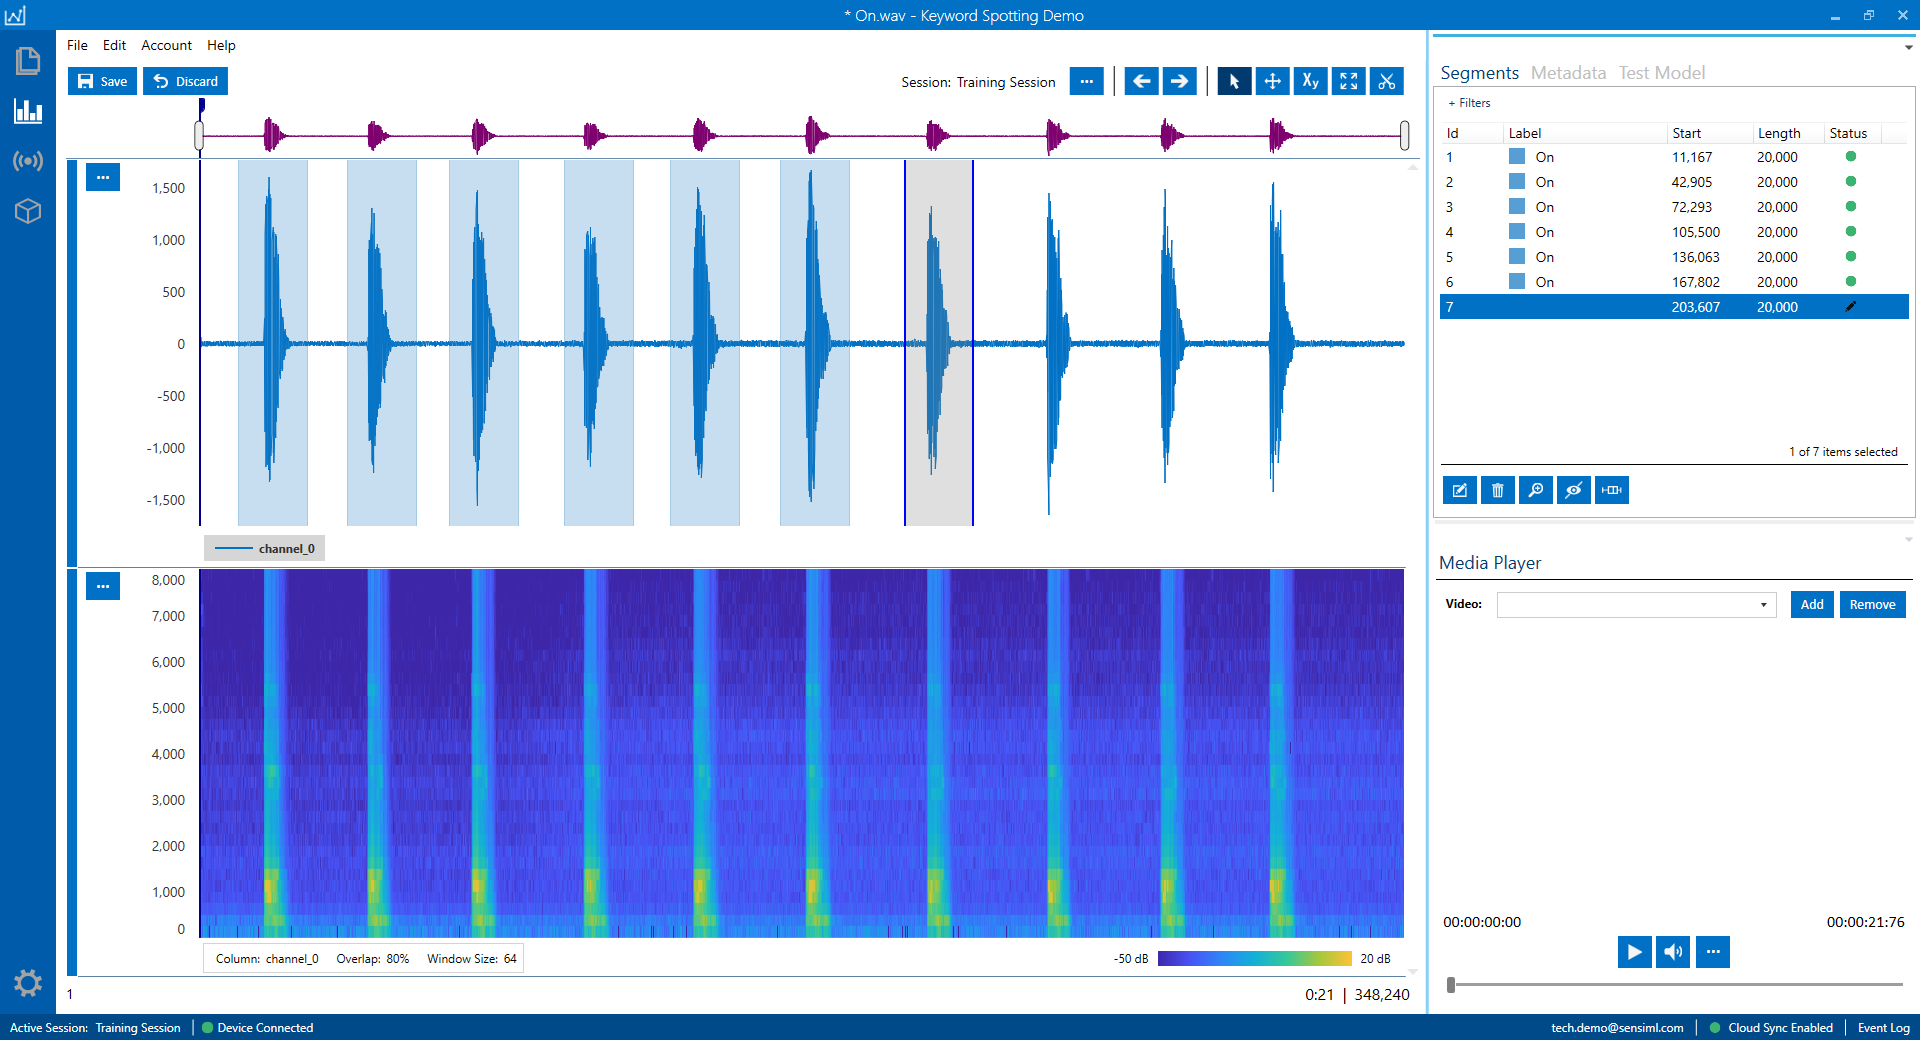 * On.wav - Keyword Spotting Demo
File Edit Account Help
Save Discard Session: Training Session
Xy
1,500
1,000
500
0
-500
-1,000
-1,500
channel_0
8,000
7,000
6,000
5,000
4,000
3,000
2,000
1,000
0
Column: channel_0 Overlap: 80% Window Size: 64
-50 dB 20 dB
1 0:21 | 348,240
Segments Metadata Test Model
+ Filters
Id Label Start Length Status
1 On 11,167 20,000
2 On 42,905 20,000
3 On 72,293 20,000
4 On 105,500 20,000
5 On 136,063 20,000
6 On 167,802 20,000
7 203,607 20,000
1 of 7 items selected
Media Player
Video: Add Remove
00:00:00:00 00:00:21:76
Active Session: Training Session Device Connected tech.demo@sensiml.com Cloud Sync Enabled Event Log